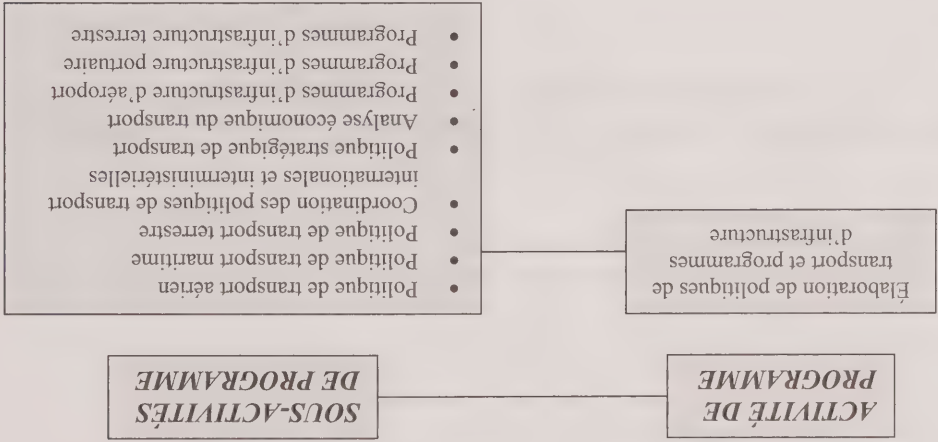 ACTIVITÉ DE
PROGRAMME
SOUS-ACTIVITÉS
DE PROGRAMME
Élaboration de politiques de
transport et programmes
d'infrastructure
• Politique de transport aérien
• Politique de transport maritime
• Politique de transport terrestre
• Coordination des politiques de transport
internationales et interministérielles
• Politique stratégique de transport
• Analyse économique du transport
• Programmes d'infrastructure d'aéroport
• Programmes d'infrastructure portuaire
• Programmes d'infrastructure terrestre